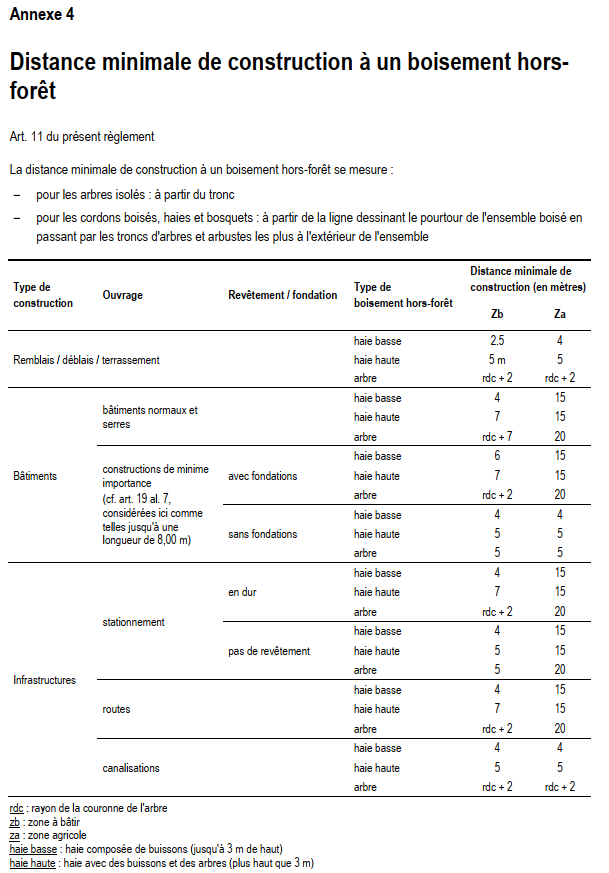 Annexe 4
Distance minimale de construction à un boisement hors-
forêt
Art. 11 du présent règlement
La distance minimale de construction à un boisement hors-forêt se mesure :
– pour les arbres isolés : à partir du tronc
– pour les cordons boisés, haies et bosquets : à partir de la ligne dessinant le pourtour de l'ensemble boisé en
passant par les troncs d'arbres et arbustes les plus à l'extérieur de l'ensemble
Type de construction Ouvrage Revêtement / fondation Type de boisement hors-forêt Distance minimale de construction (en mètres)
Zb Za
Remblais / déblais / terrassement
haie basse 2.5 4
haie haute 5 m 5
arbre rdc + 2 rdc + 2
Bâtiments
bâtiments normaux et
serres
haie basse 4 15
haie haute 7 15
arbre rdc + 7 20
constructions de minime
importance
(cf. art. 19 al. 7,
considérées ici comme
telles jusqu'à une
longueur de 8,00 m)
avec fondations
haie basse 6 15
haie haute 7 15
arbre rdc + 2 20
sans fondations
haie basse 4 4
haie haute 5 5
arbre 5 5
Infrastructures
stationnement
en dur
haie basse 4 15
haie haute 7 15
arbre rdc + 2 20
pas de revêtement
haie basse 4 15
haie haute 5 15
arbre 5 20
routes
haie basse 4 15
haie haute 7 15
arbre rdc + 2 20
canalisations
haie basse 4 4
haie haute 5 5
arbre rdc + 2 rdc + 2
rdc : rayon de la couronne de l'arbre
zb : zone à bâtir
za : zone agricole
haie basse : haie composée de buissons (jusqu'à 3 m de haut)
haie haute : haie avec des buissons et des arbres (plus haut que 3 m)